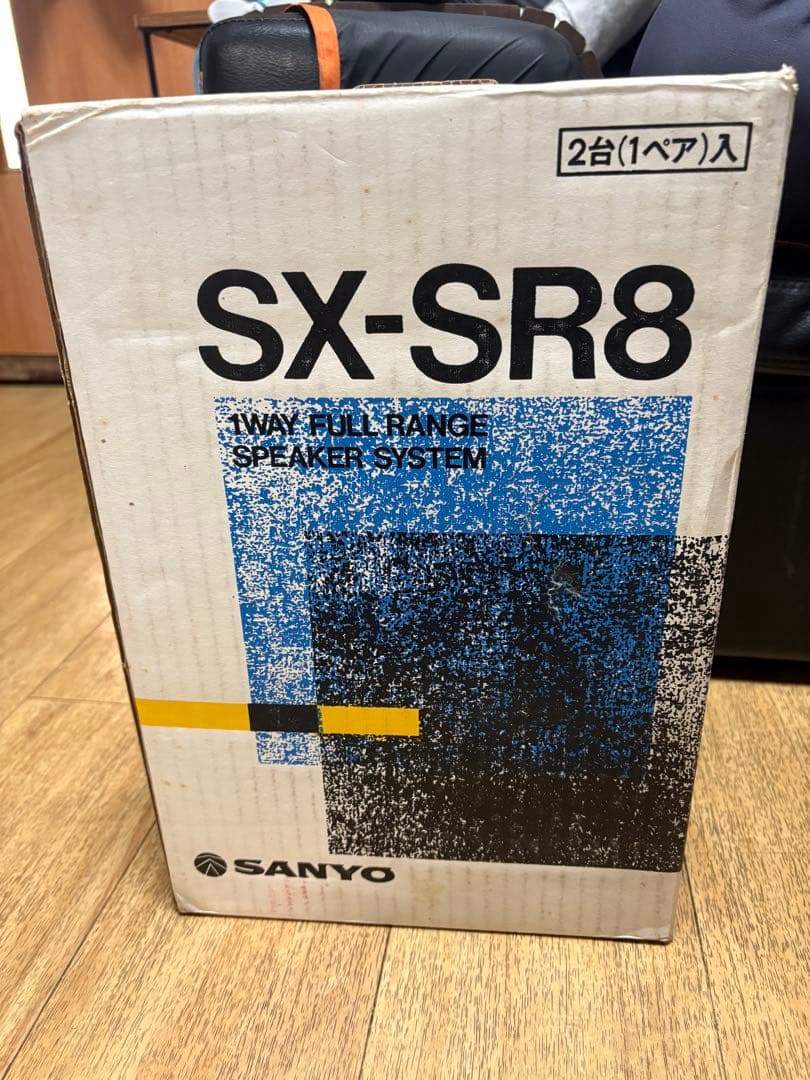 2台(1ペア)入
SX-SR8
1WAY FULL RANGE
SPEAKER SYSTEM
SANYO